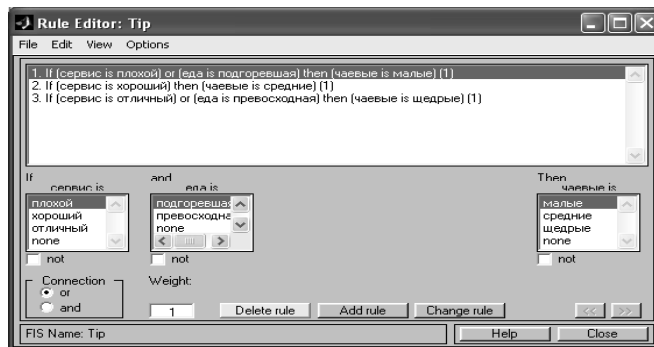 Rule Editor: Tip
File Edit View Options
1. If (сервис is плохой) or (еда is подгоревшая) then (чаевые is малые) (1)
2. If (сервис is хороший) then (чаевые is средние) (1)
3. If (сервис is отличный) or (еда is превосходная) then (чаевые is щедрые) (1)
If and Then
сервис is еда is чаевые is
плохой подгоревшая малые
хороший превосходна средние
отличный none щедрые
none none
not not not
Connection Weight:
or
and 1 Delete rule Add rule Change rule << >>
FIS Name: Tip Help Close